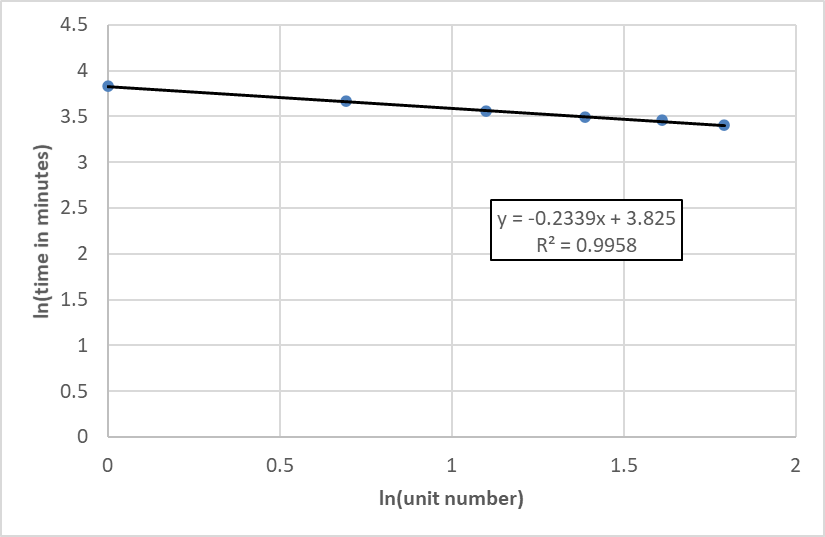 4.5
4
3.5
3
2.5
2
1.5
1
0.5
0
ln(time in minutes)
y = -0.2339x + 3.825
R² = 0.9958
0 0.5 1 1.5 2
ln(unit number)